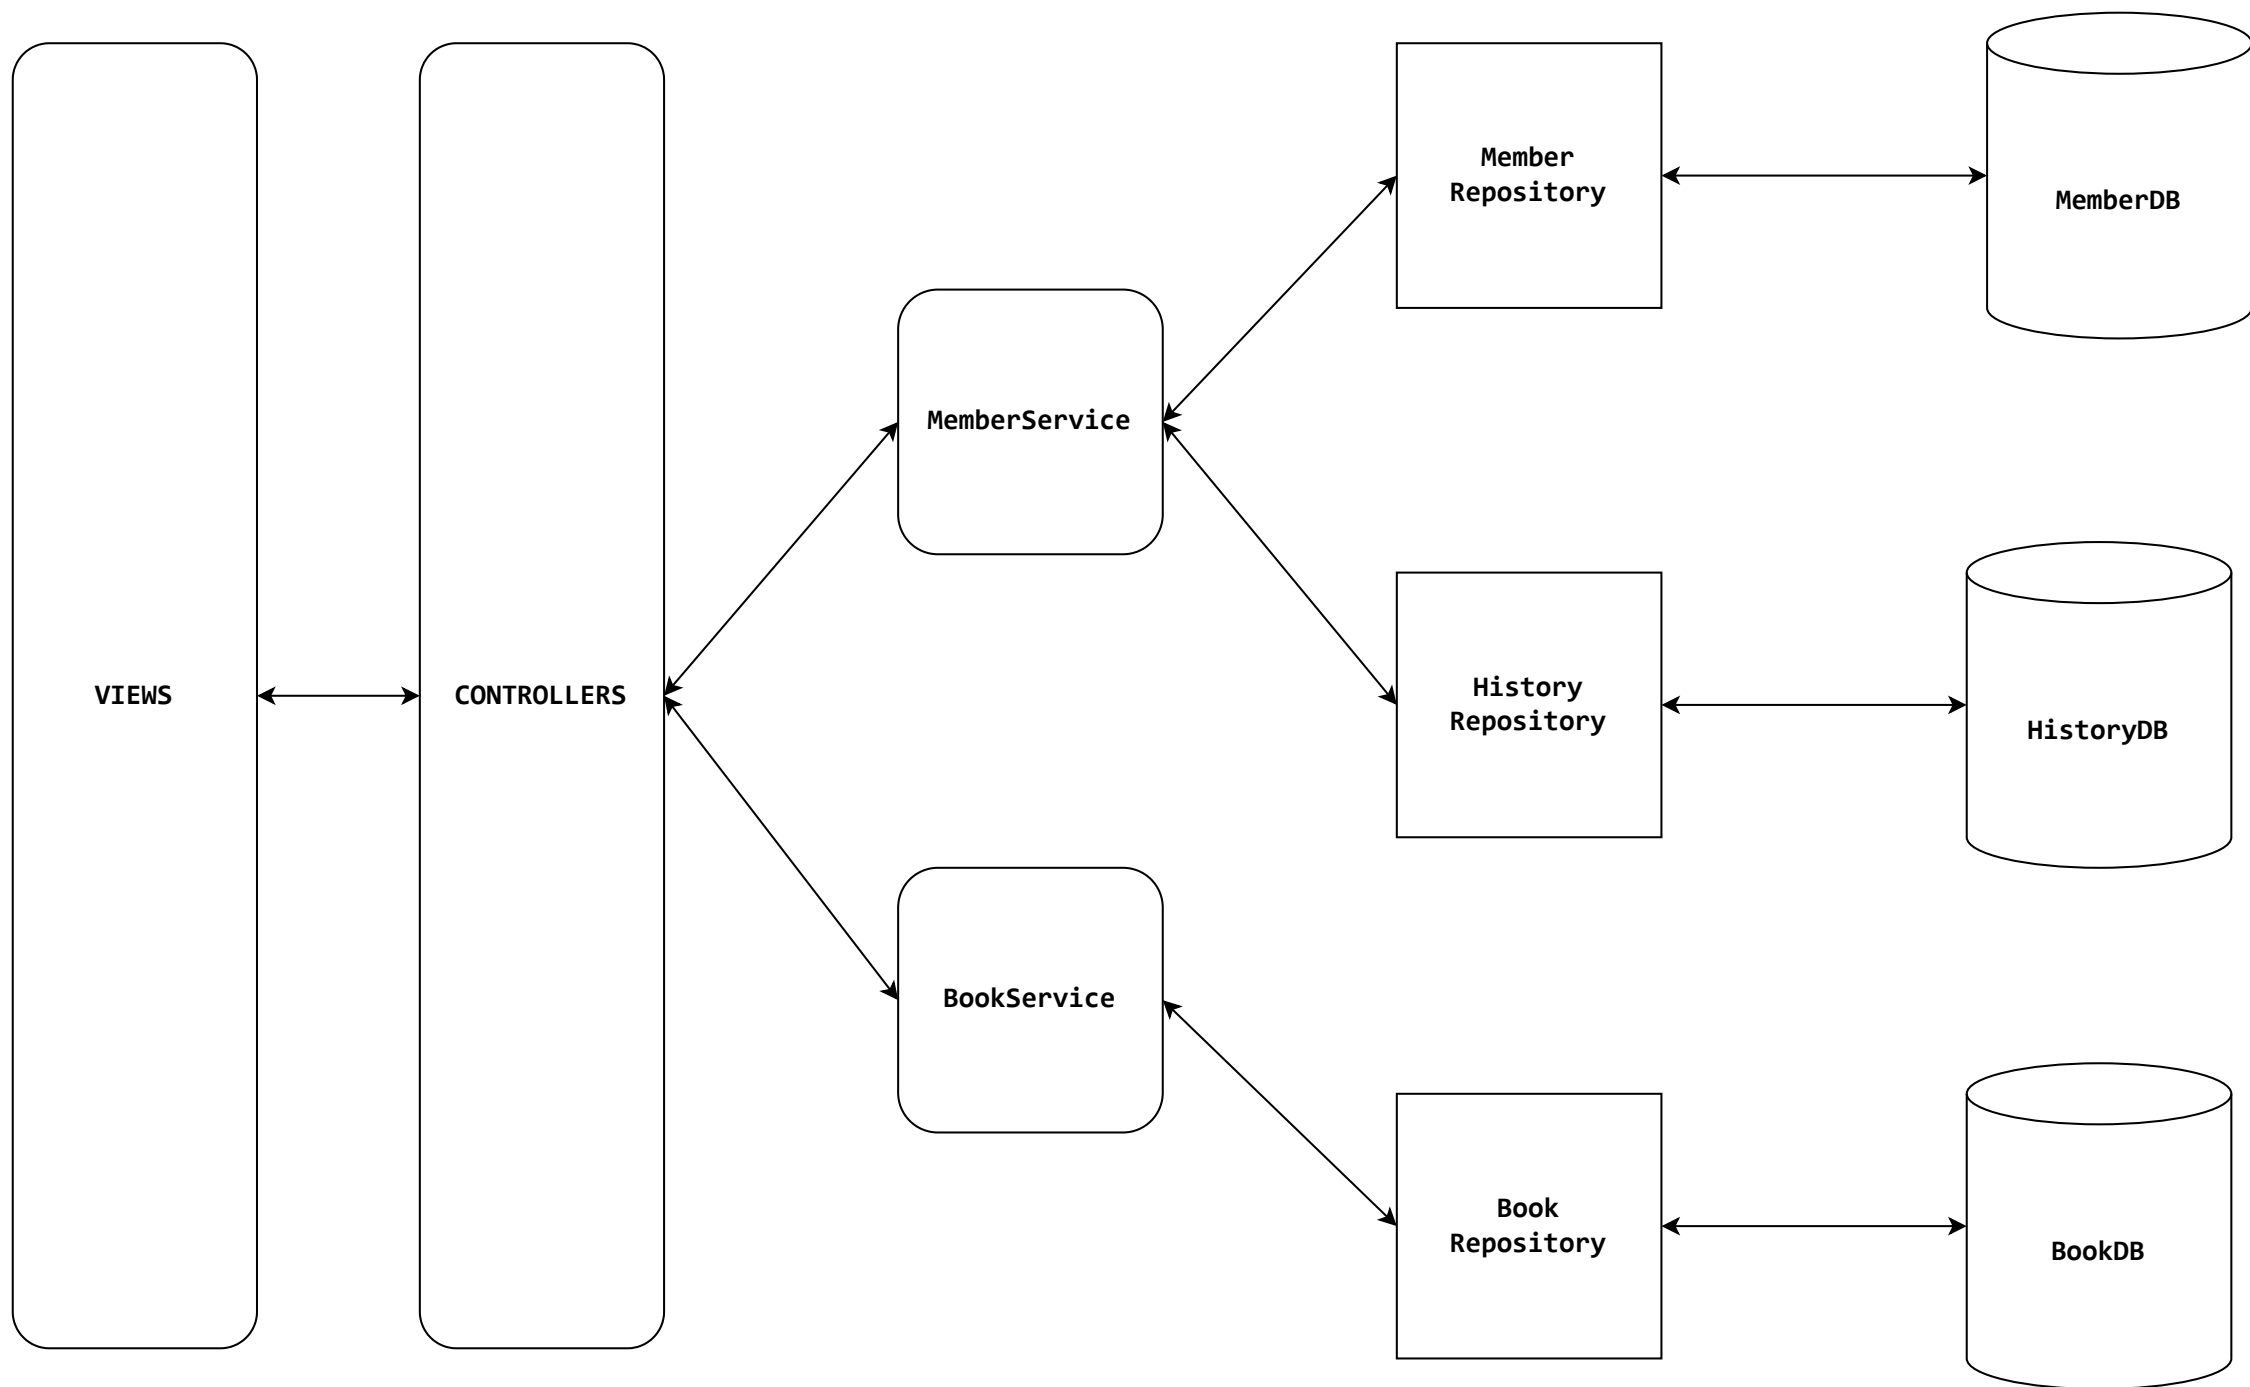 VIEWS
CONTROLLERS
MemberService
BookService
Member
Repository
History
Repository
Book
Repository
MemberDB
HistoryDB
BookDB